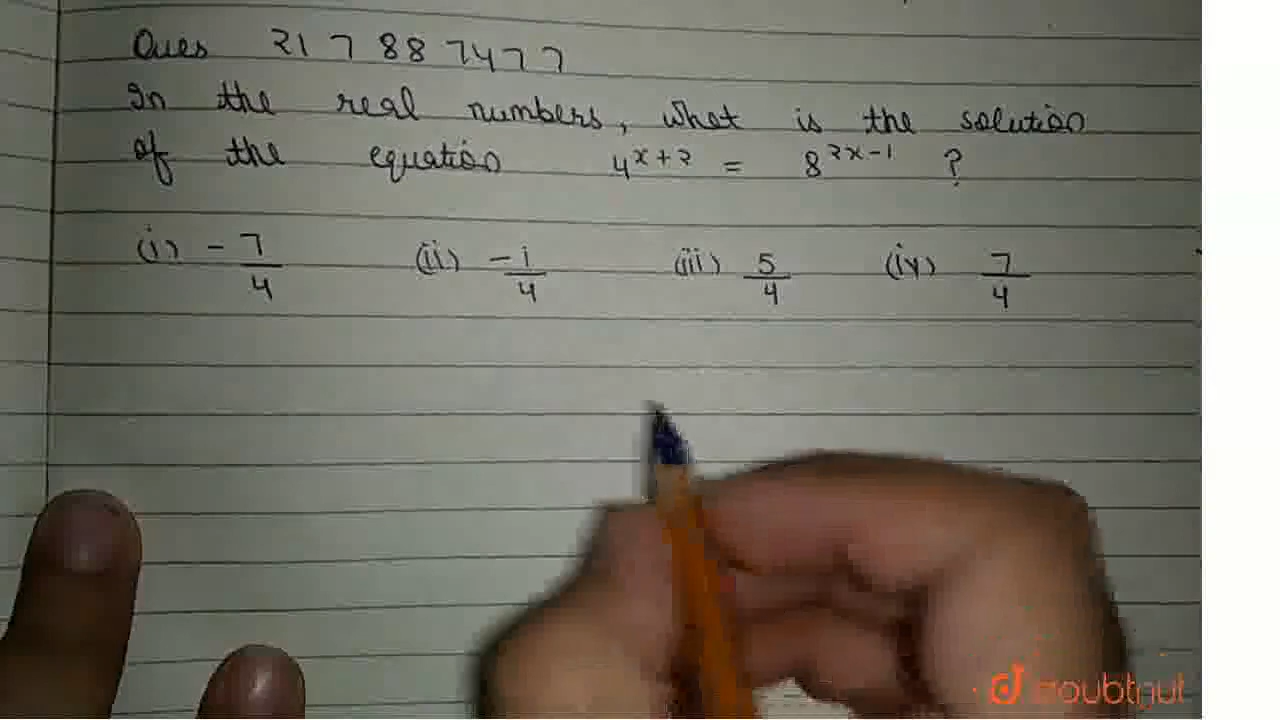 Ques 217887477
In the real numbers, what is the solution
of the equation 4^{x+2} = 8^{2x-1} ?
(i) -7/4 (ii) -1/4 (iii) 5/4 (iv) 7/4
doubtnut